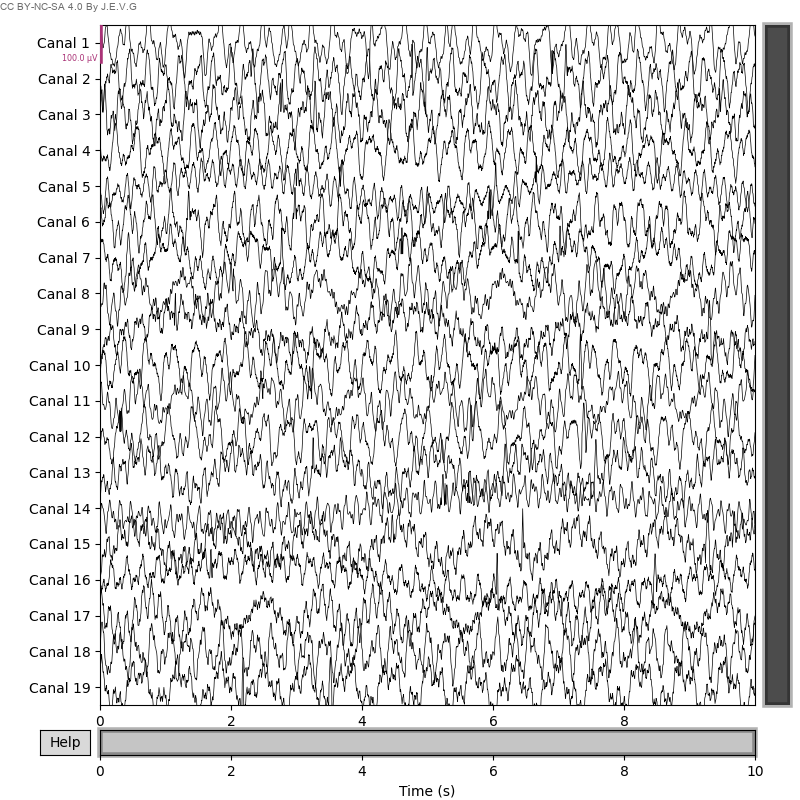 CC BY-NC-SA 4.0 By J.E.V.G
Canal 1
100.0 µV
Canal 2
Canal 3
Canal 4
Canal 5
Canal 6
Canal 7
Canal 8
Canal 9
Canal 10
Canal 11
Canal 12
Canal 13
Canal 14
Canal 15
Canal 16
Canal 17
Canal 18
Canal 19
0 2 4 6 8
Help
0 2 4 6 8 10
Time (s)